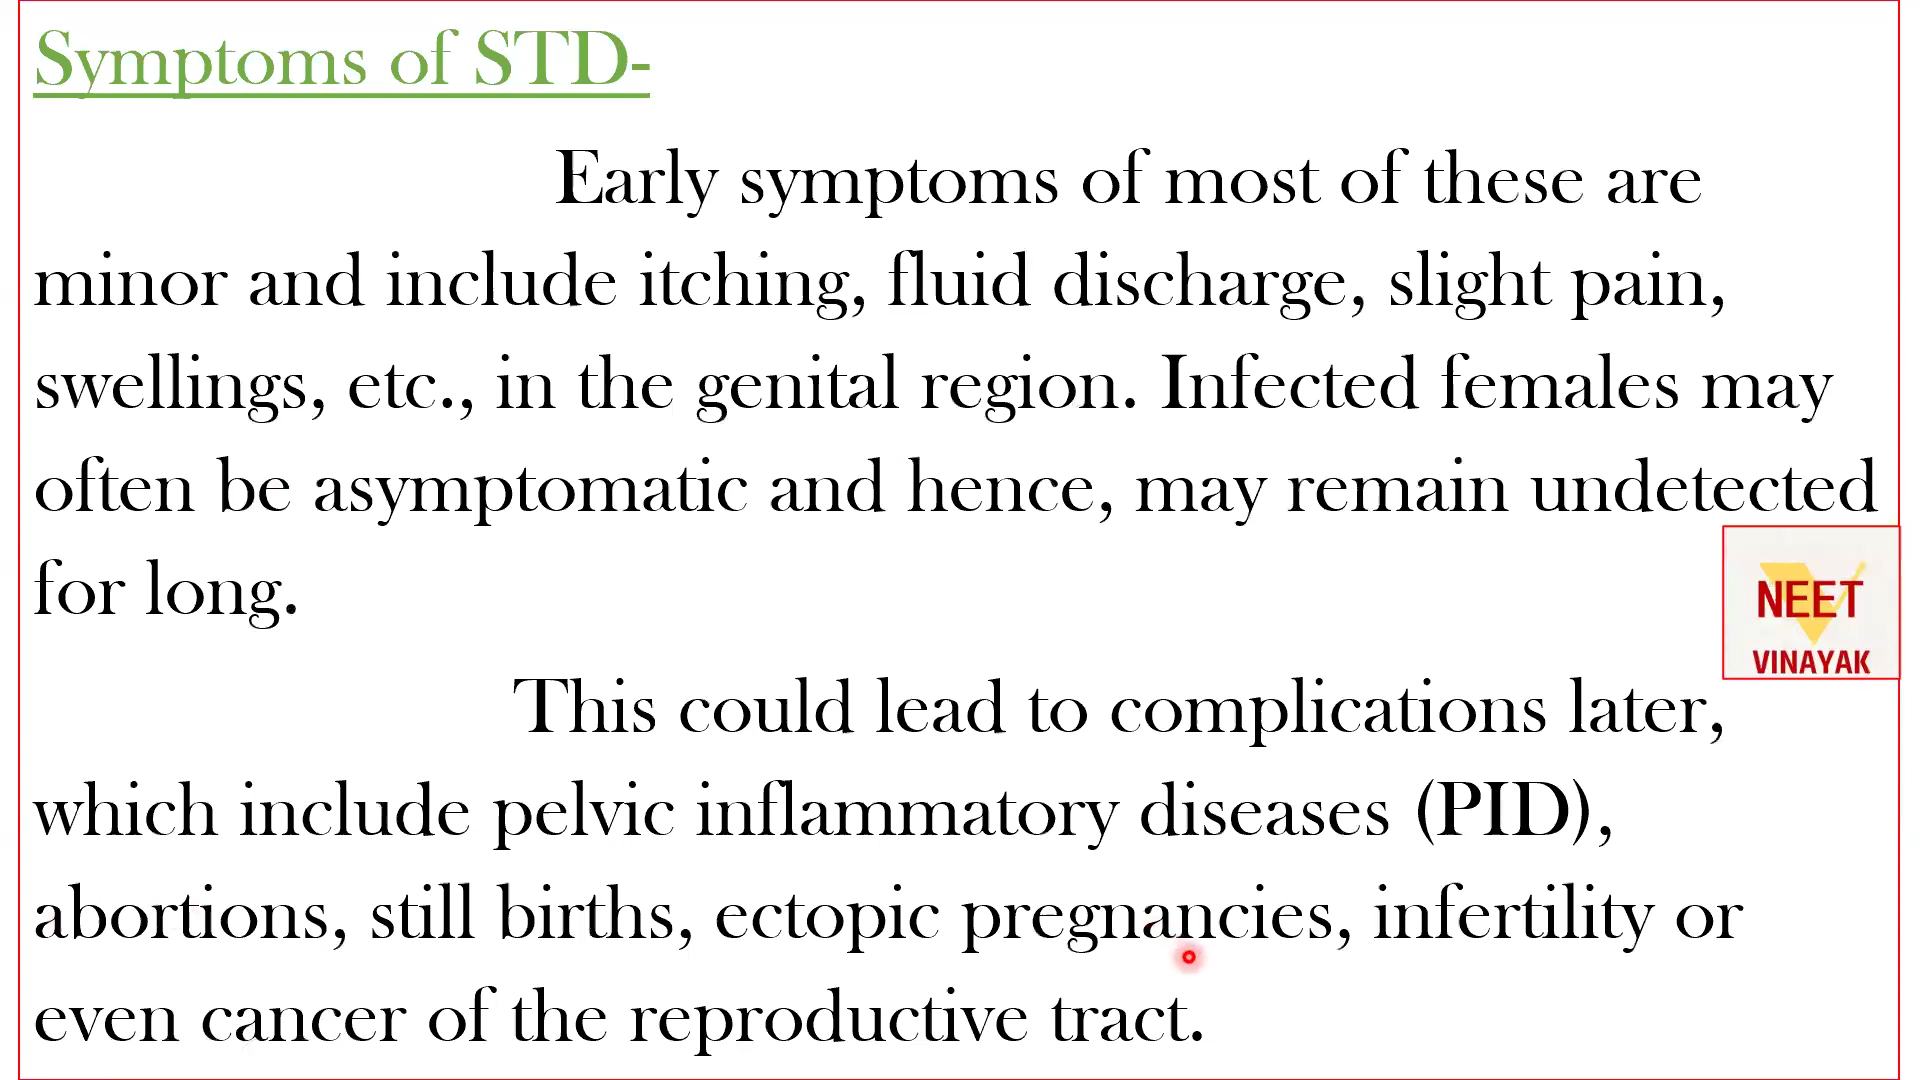 Symptoms of STD-
Early symptoms of most of these are
minor and include itching, fluid discharge, slight pain,
swellings, etc., in the genital region. Infected females may
often be asymptomatic and hence, may remain undetected
for long.
NEET
VINAYAK
This could lead to complications later,
which include pelvic inflammatory diseases (PID),
abortions, still births, ectopic pregnancies, infertility or
even cancer of the reproductive tract.